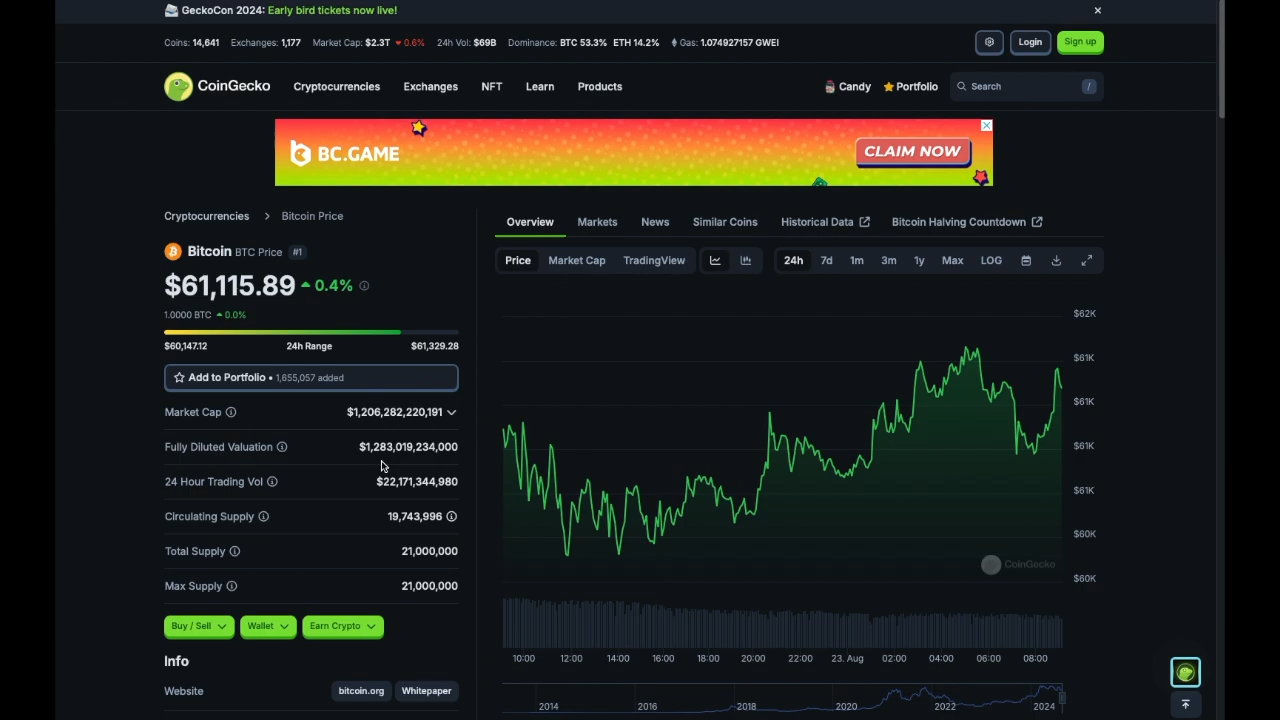 GeckoCon 2024: Early bird tickets now live!
Coins: 14,641 Exchanges: 1,177 Market Cap: $2.3T 0.6% 24h Vol: $69B Dominance: BTC 53.3% ETH 14.2% Gas: 1.074927157 GWEI
Login Sign up
CoinGecko Cryptocurrencies Exchanges NFT Learn Products Candy Portfolio Search /
BC.GAME CLAIM NOW
Cryptocurrencies > Bitcoin Price
Bitcoin BTC Price #1
$61,115.89 0.4%
1.0000 BTC 0.0%
$60,147.12 24h Range $61,329.28
Add to Portfolio • 1,655,057 added
Market Cap $1,206,282,220,191
Fully Diluted Valuation $1,283,019,234,000
24 Hour Trading Vol $22,171,344,980
Circulating Supply 19,743,996
Total Supply 21,000,000
Max Supply 21,000,000
Buy / Sell Wallet Earn Crypto
Info
Website bitcoin.org Whitepaper
Overview Markets News Similar Coins Historical Data Bitcoin Halving Countdown
Price Market Cap TradingView 24h 7d 1m 3m 1y Max LOG
$62K
$61K
$61K
$61K
$61K
$60K
CoinGecko
$60K
10:00 12:00 14:00 16:00 18:00 20:00 22:00 23. Aug 02:00 04:00 06:00 08:00
2014 2016 2018 2020 2022 2024